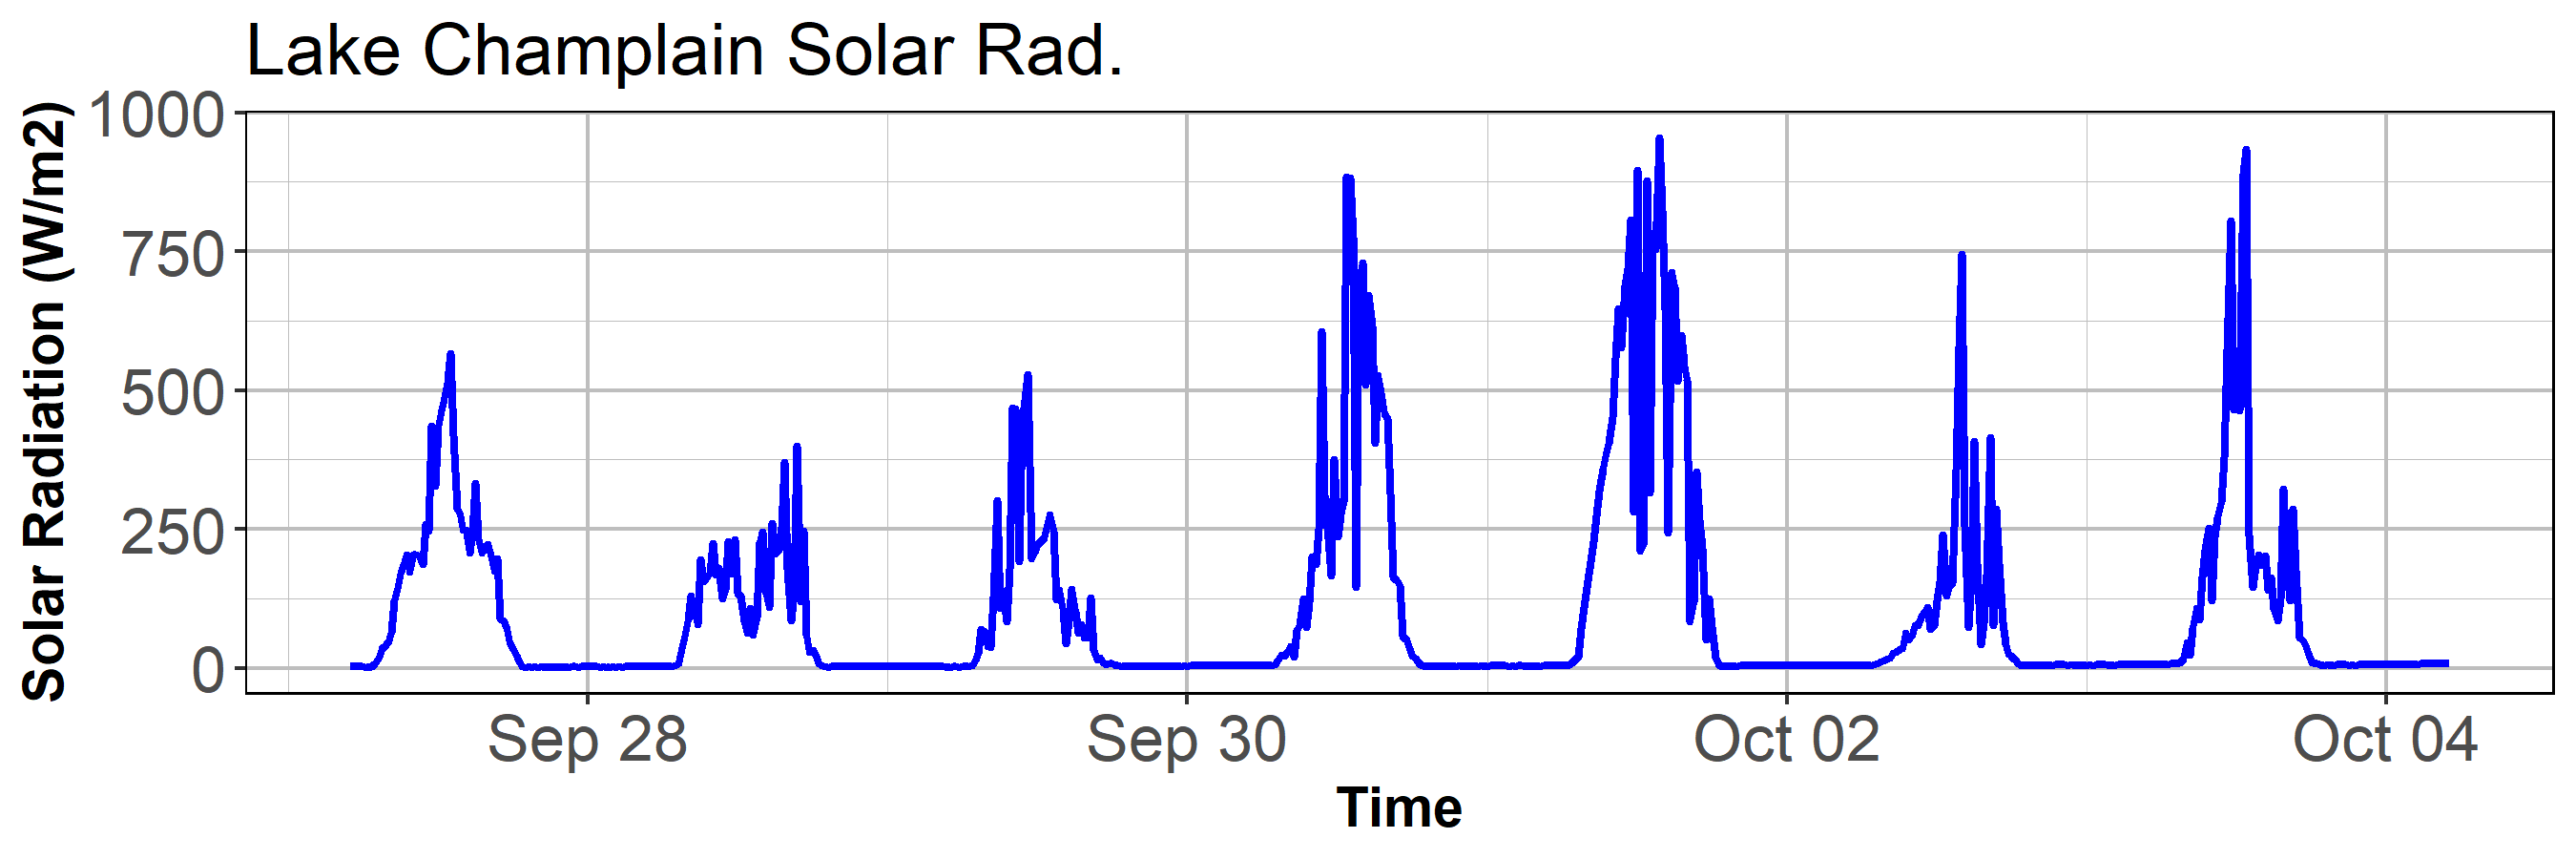 Lake Champlain Solar Rad.
Solar Radiation (W/m2)
1000
750
500
250
0
Sep 28
Sep 30
Oct 02
Oct 04
Time